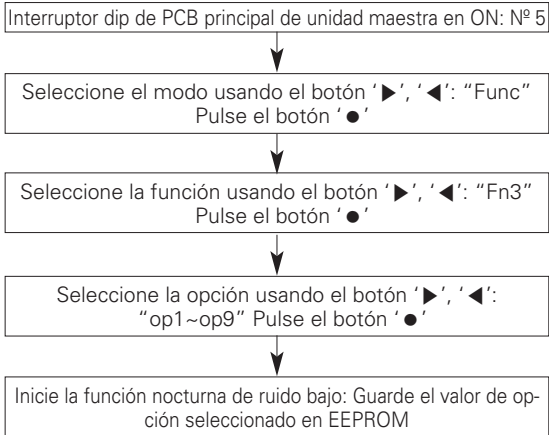 Interruptor dip de PCB principal de unidad maestra en ON: Nº 5
Seleccione el modo usando el botón ‘▶’, ‘◀’: “Func”
Pulse el botón ‘●’
Seleccione la función usando el botón ‘▶’, ‘◀’: “Fn3”
Pulse el botón ‘●’
Seleccione la opción usando el botón ‘▶’, ‘◀’:
“op1~op9” Pulse el botón ‘●’
Inicie la función nocturna de ruido bajo: Guarde el valor de op-
ción seleccionado en EEPROM